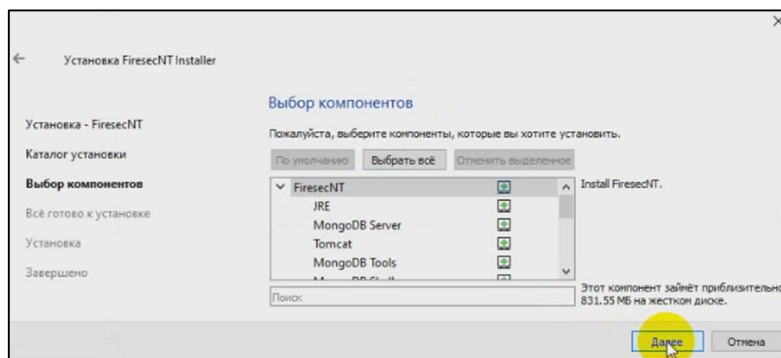 Установка FiresecNT Installer
Выбор компонентов
Установка - FiresecNT
Пожалуйста, выберите компоненты, которые вы хотите установить.
Каталог установки
По умолчанию Выбрать всё Отменить выделенное
Выбор компонентов
FiresecNT
Install FiresecNT.
JRE
Всё готово к установке
MongoDB Server
Установка
Tomcat
MongoDB Tools
Завершено
Этот компонент займёт приблизительно
Поиск
831.55 МБ на жестком диске.
Далее Отмена